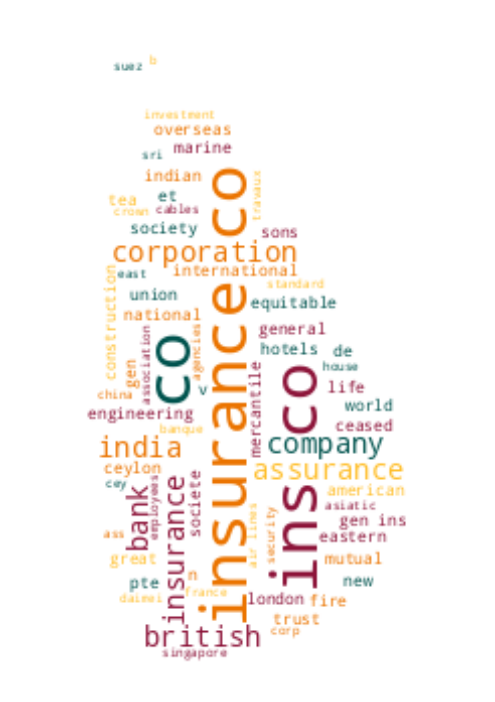 b
suez
investment
overseas
marine
sri
indian
travaux
et
tea
crown
cables
society
sons
insurance co
corporation
international
east
standard
construction
union
equitable
national
general
association
agencies
co
hotels
de
house
gen
v
life
china
ins co
mercantile
world
engineering
ceased
banque
india
company
ceylon
assurance
cey
employees
societe
bank
insurance
american
asiatic
security
air lines
gen ins
ass
eastern
great
mutual
n
pte
new
france
daimei
london
fire
trust
british
corp
singapore